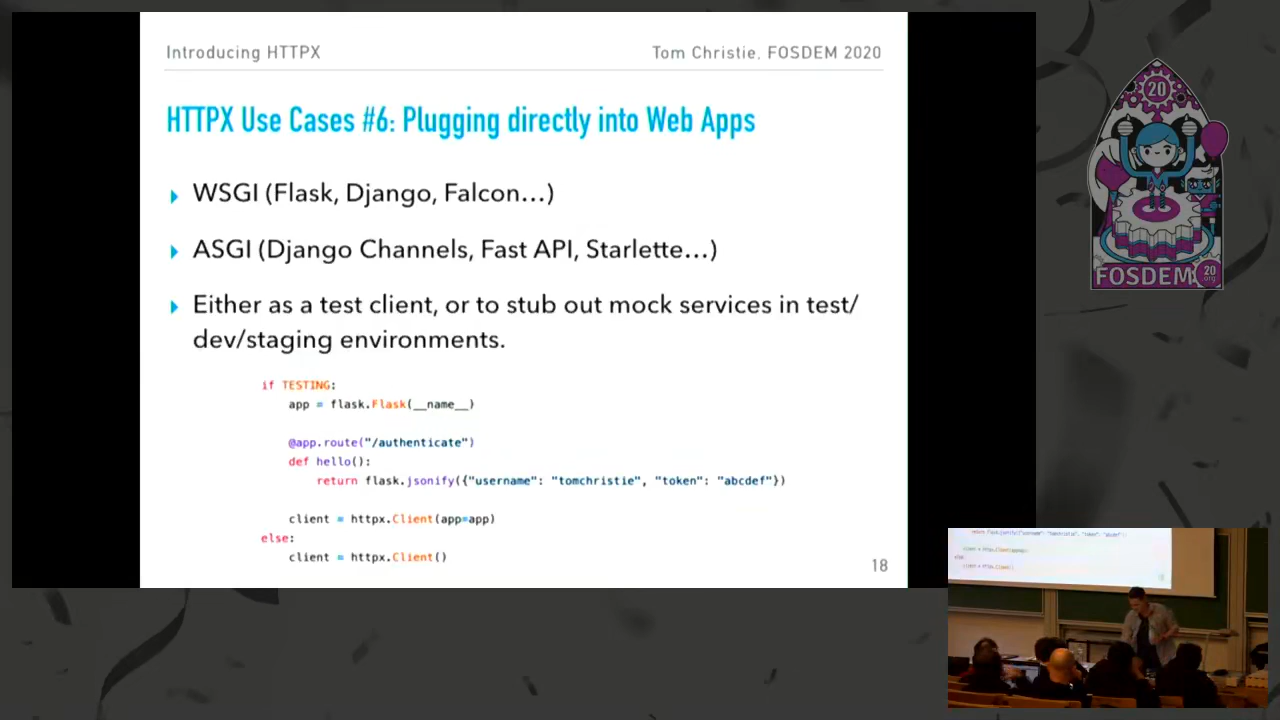 Introducing HTTPX
Tom Christie, FOSDEM 2020
HTTPX Use Cases #6: Plugging directly into Web Apps
WSGI (Flask, Django, Falcon…)
ASGI (Django Channels, Fast API, Starlette…)
Either as a test client, or to stub out mock services in test/
dev/staging environments.
if TESTING:
app = flask.Flask(__name__)
@app.route("/authenticate")
def hello():
return flask.jsonify({"username": "tomchristie", "token": "abcdef"})
client = httpx.Client(app=app)
else:
client = httpx.Client()
18
20
FOSDEM
20
.org